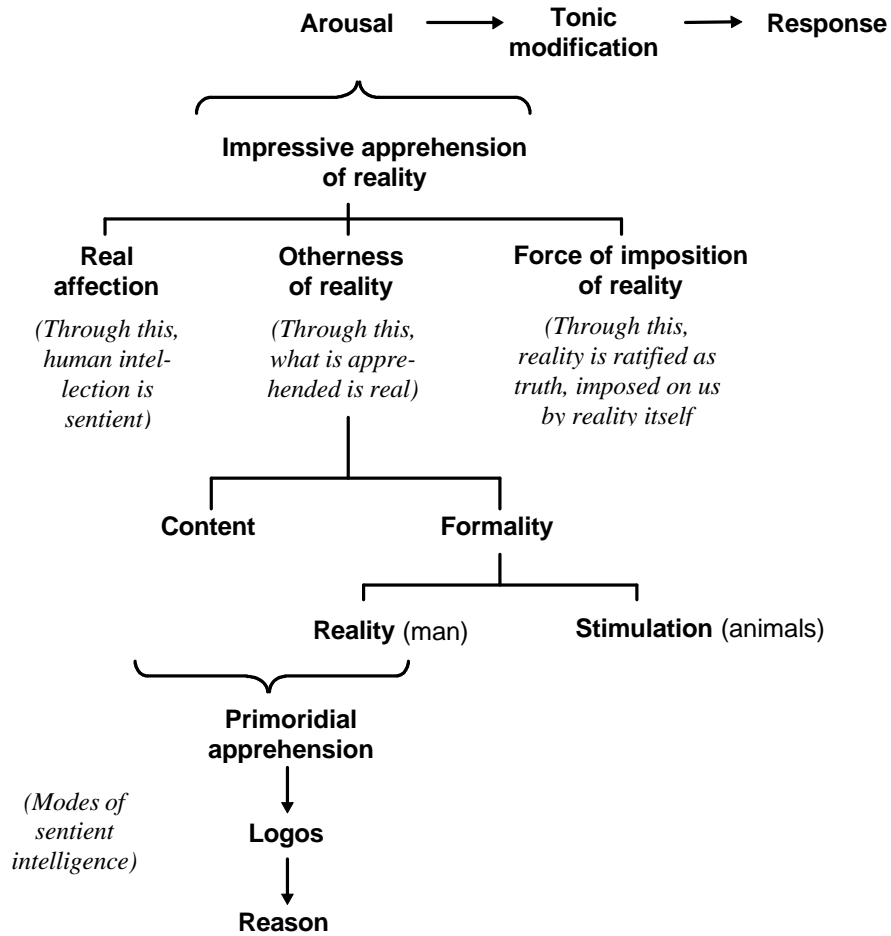 Arousal
Tonic modification
Response
Impressive apprehension
of reality
Real
affection
(Through this,
human intel-
lection is
sentient)
Otherness
of reality
(Through this,
what is appre-
hended is real)
Force of imposition
of reality
(Through this,
reality is ratified as
truth, imposed on us
by reality itself
Content
Formality
Reality (man)
Stimulation (animals)
Primoridial
apprehension
(Modes of
sentient
intelligence)
Logos
Reason